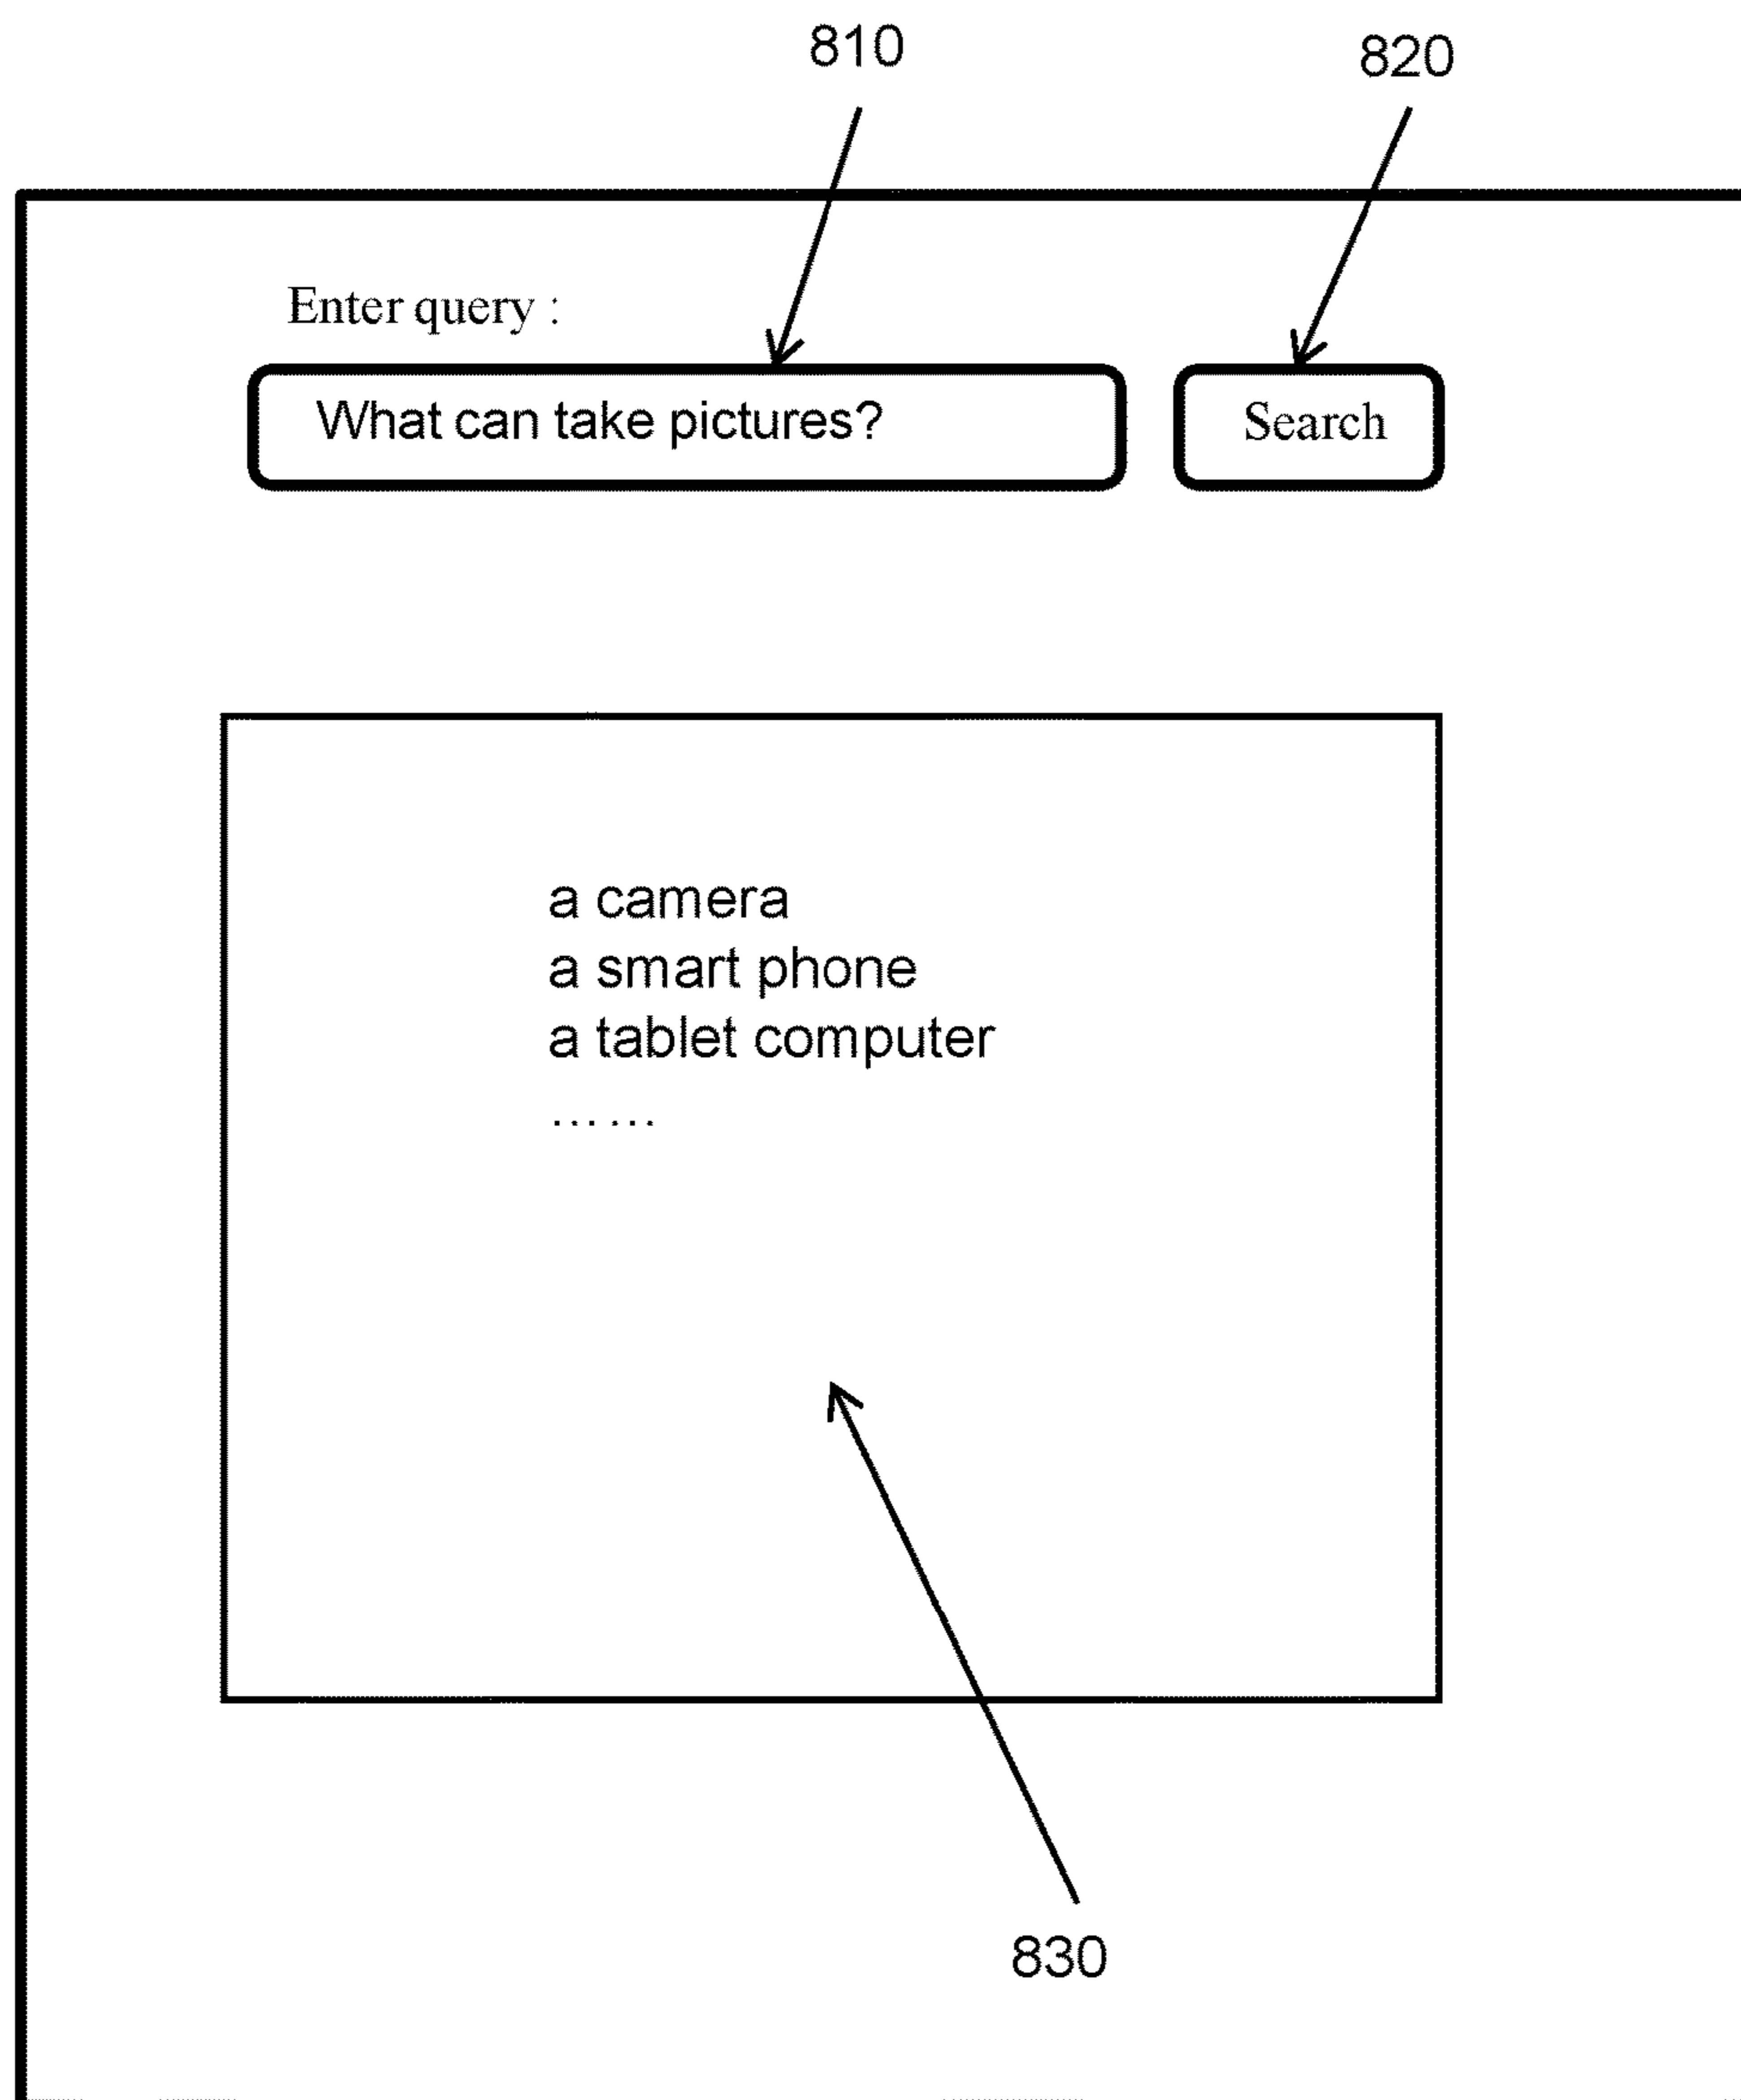 810
820
Enter query :
What can take pictures?
Search
a camera
a smart phone
a tablet computer
......
830